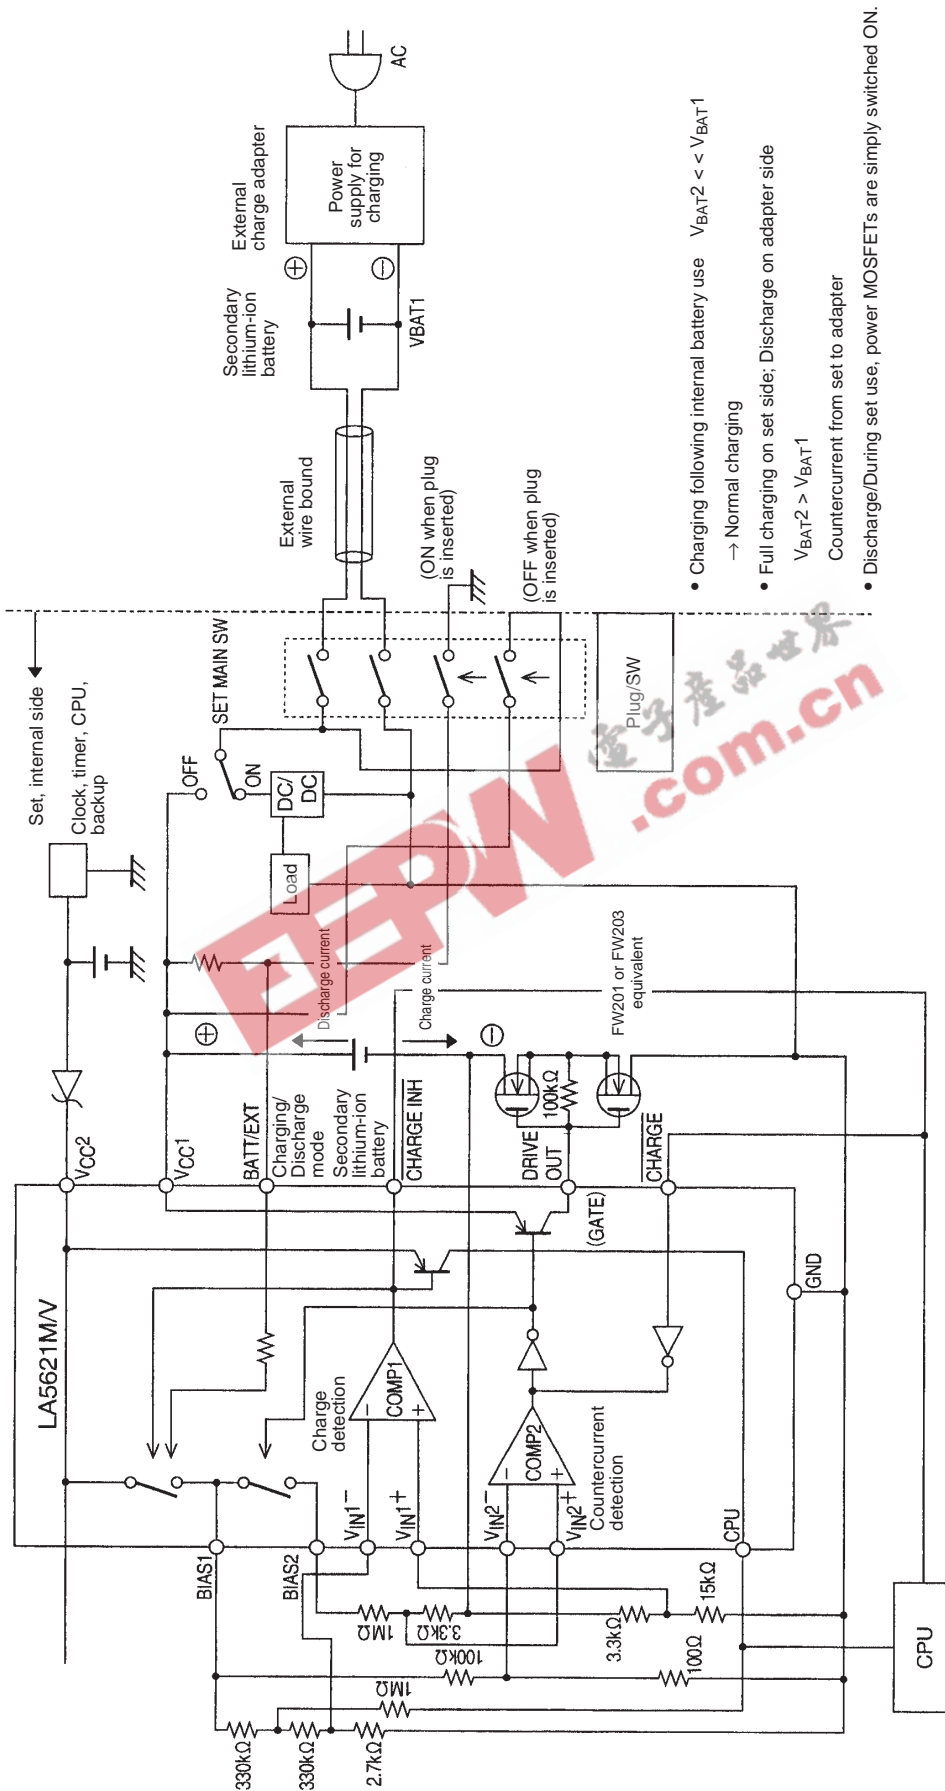 LA5621M/V
Set, internal side
Clock, timer, CPU,
backup
VCC2
VCC1
BATT/EXT
Charging/
Discharge
mode
Secondary
lithium-ion
battery
CHARGE INH
DRIVE
OUT
(GATE)
CHARGE
GND
OFF
ON
SET MAIN SW
DC/
DC
Load
Discharge current
Charge current
100kΩ
FW201 or FW203
equivalent
Charge
detection
COMP1
−
+
COMP2
−
+
Countercurrent
detection
BIAS1
BIAS2
VIN1−
VIN1+
VIN2−
VIN2+
CPU
330kΩ
330kΩ
2.7kΩ
1MΩ
100kΩ
1MΩ
3.3kΩ
3.3kΩ
15kΩ
100Ω
CPU
External
wire bound
Secondary
lithium-ion
battery
VBAT1
External
charge adapter
Power
supply for
charging
AC
(ON when plug
is inserted)
(OFF when plug
is inserted)
Plug/SW
• Charging following internal battery use VBAT2 < < VBAT1
→ Normal charging
• Full charging on set side; Discharge on adapter side
VBAT2 > VBAT1
Countercurrent from set to adapter
• Discharge/During set use, power MOSFETs are simply switched ON.
EEPW
.com.cn
電子產品世界